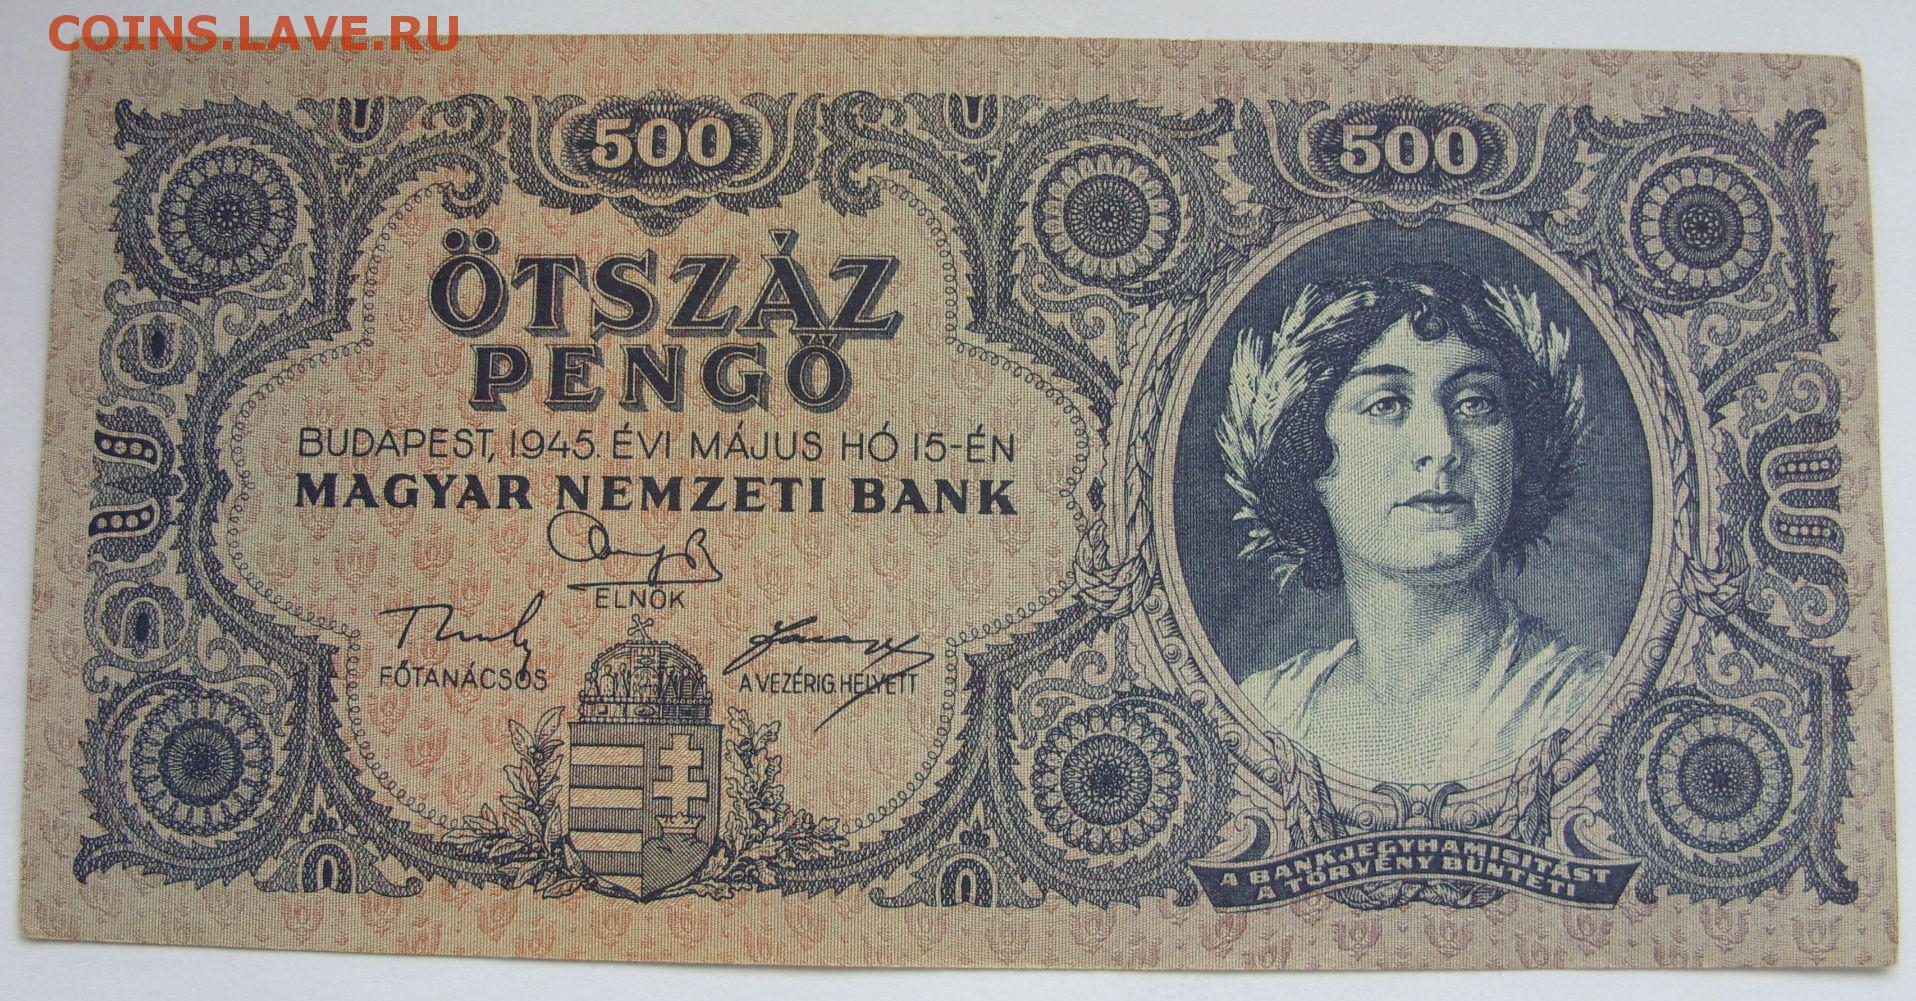 COINS.LAVE.RU
500
500
ÖTSZÁZ
PENGŐ
BUDAPEST, 1945. ÉVI MÁJUS HÓ 15-ÉN
MAGYAR NEMZETI BANK
ELNÖK
FŐTANÁCSOS
A VEZÉRIG. HELYETT
A BANKJEGYHAMISITÁST
A TÖRVÉNY BÜNTETI